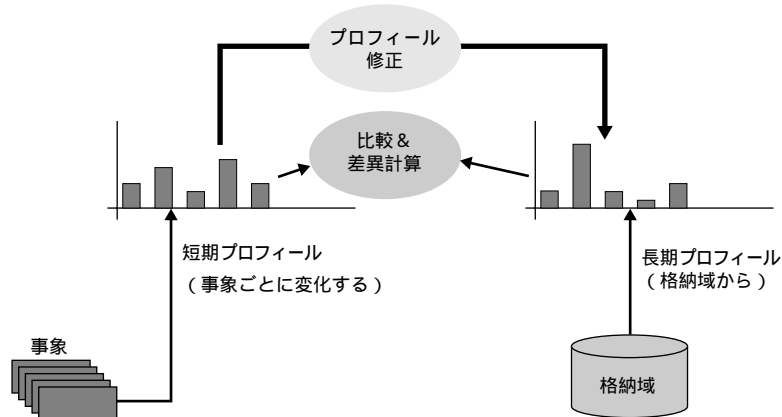 プロフィール
修正
比較&
差異計算
短期プロフィール
(事象ごとに変化する)
長期プロフィール
(格納域から)
事象
格納域